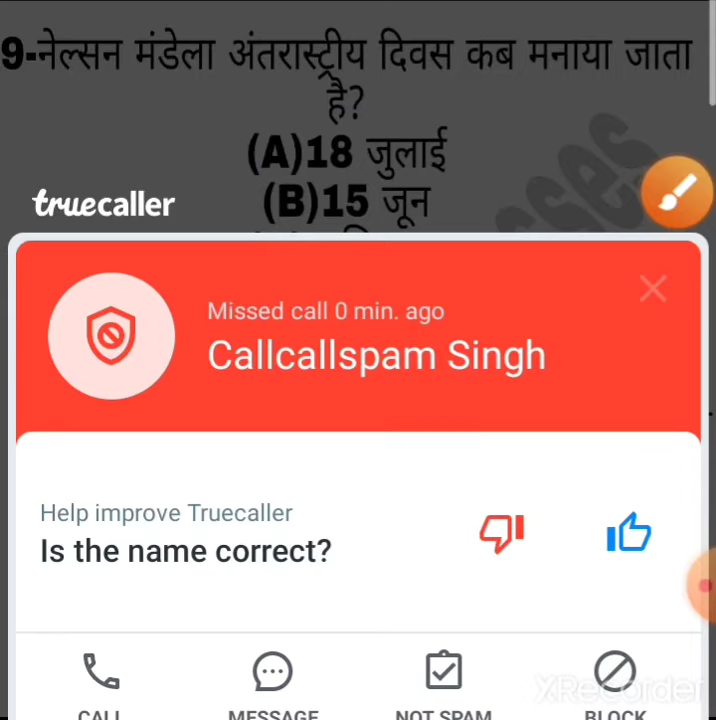 9-नेल्सन मंडेला अंतरास्ट्रीय दिवस कब मनाया जाता
है?
(A)18 जुलाई
(B)15 जून
truecaller
Missed call 0 min. ago
Callcallspam Singh
Help improve Truecaller
Is the name correct?
CALL
MESSAGE
NOT SPAM
BLOCK
XRecorder